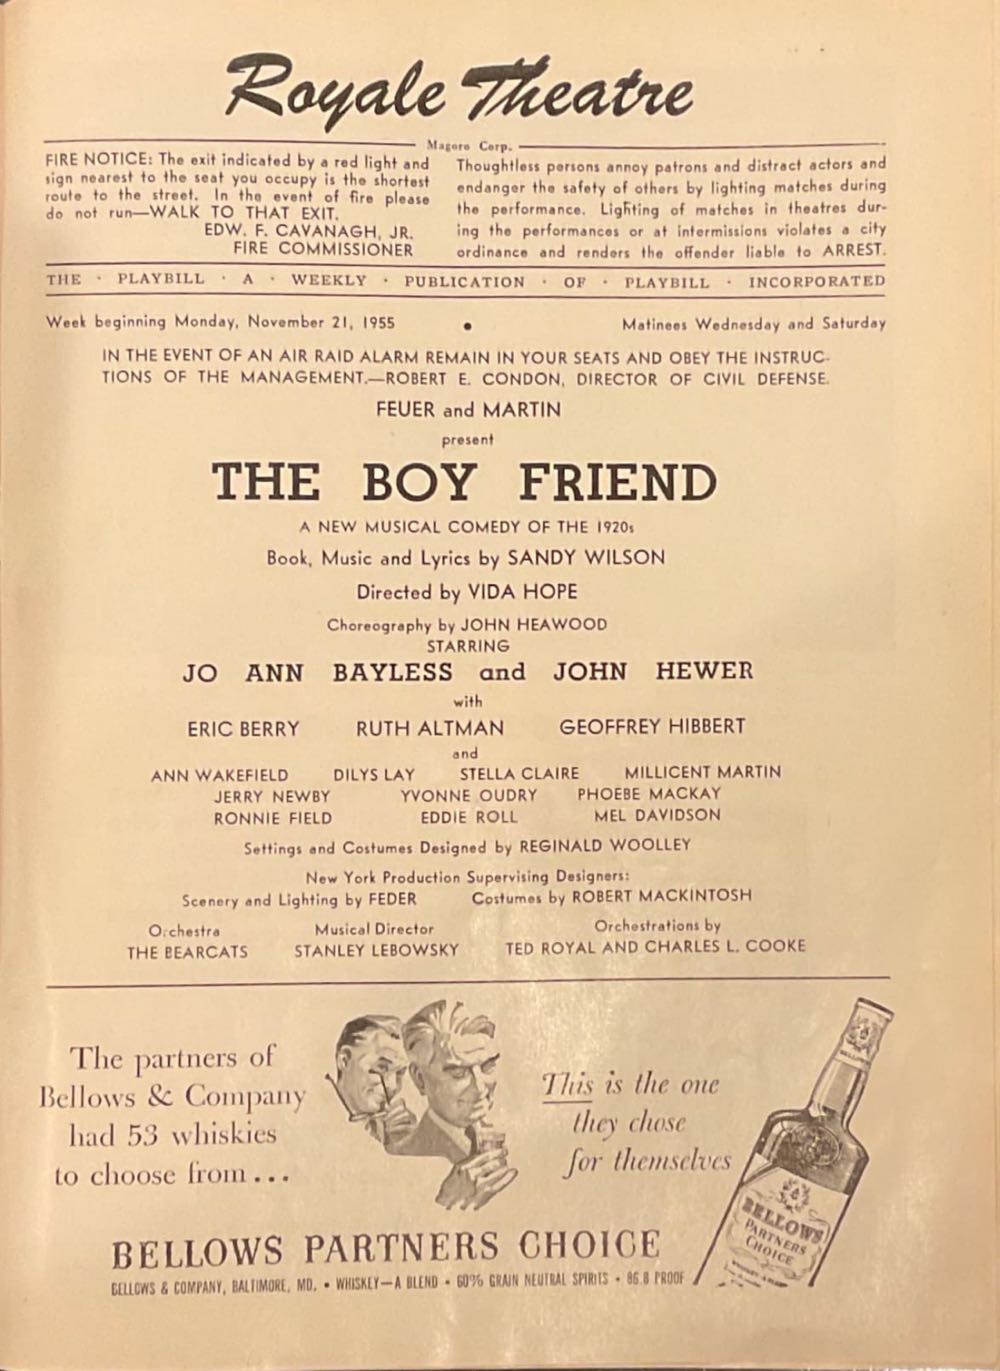 Royale Theatre
Magoro Corp.
FIRE NOTICE: The exit indicated by a red light and
sign nearest to the seat you occupy is the shortest
route to the street. In the event of fire please
do not run—WALK TO THAT EXIT.
EDW. F. CAVANAGH, JR.
FIRE COMMISSIONER
Thoughtless persons annoy patrons and distract actors and
endanger the safety of others by lighting matches during
the performance. Lighting of matches in theatres dur-
ing the performances or at intermissions violates a city
ordinance and renders the offender liable to ARREST.
THE · PLAYBILL · A · WEEKLY · PUBLICATION · OF · PLAYBILL · INCORPORATED
Week beginning Monday, November 21, 1955 • Matinees Wednesday and Saturday
IN THE EVENT OF AN AIR RAID ALARM REMAIN IN YOUR SEATS AND OBEY THE INSTRUC-
TIONS OF THE MANAGEMENT.—ROBERT E. CONDON, DIRECTOR OF CIVIL DEFENSE.
FEUER and MARTIN
present
THE BOY FRIEND
A NEW MUSICAL COMEDY OF THE 1920s
Book, Music and Lyrics by SANDY WILSON
Directed by VIDA HOPE
Choreography by JOHN HEAWOOD
STARRING
JO ANN BAYLESS and JOHN HEWER
with
ERIC BERRY RUTH ALTMAN GEOFFREY HIBBERT
and
ANN WAKEFIELD DILYS LAY STELLA CLAIRE MILLICENT MARTIN
JERRY NEWBY YVONNE OUDRY PHOEBE MACKAY
RONNIE FIELD EDDIE ROLL MEL DAVIDSON
Settings and Costumes Designed by REGINALD WOOLLEY
New York Production Supervising Designers:
Scenery and Lighting by FEDER Costumes by ROBERT MACKINTOSH
Orchestra Musical Director Orchestrations by
THE BEARCATS STANLEY LEBOWSKY TED ROYAL AND CHARLES L. COOKE
The partners of
Bellows & Company
had 53 whiskies
to choose from...
This is the one
they chose
for themselves
BELLOWS
PARTNERS
CHOICE
BELLOWS PARTNERS CHOICE
BELLOWS & COMPANY, BALTIMORE, MD. • WHISKEY—A BLEND • 60% GRAIN NEUTRAL SPIRITS • 86.8 PROOF